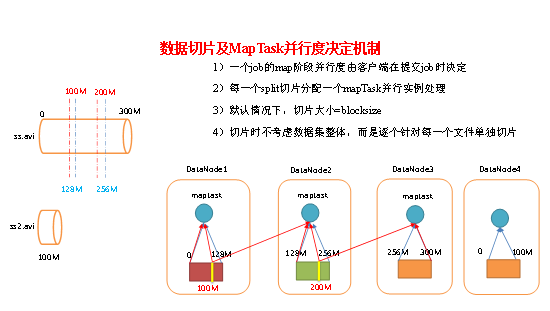 数据切片及MapTask并行度决定机制
1）一个job的map阶段并行度由客户端在提交job时决定
2）每一个split切片分配一个mapTask并行实例处理
3）默认情况下，切片大小=blocksize
4）切片时不考虑数据集整体，而是逐个针对每一个文件单独切片
100M 200M
0 300M
ss.avi
128M 256M
ss2.avi
100M
DataNode1 DataNode2 DataNode3 DataNode4
maptask maptask maptask
0 128M 128M 256M 256M 300M 0 100M
100M 200M